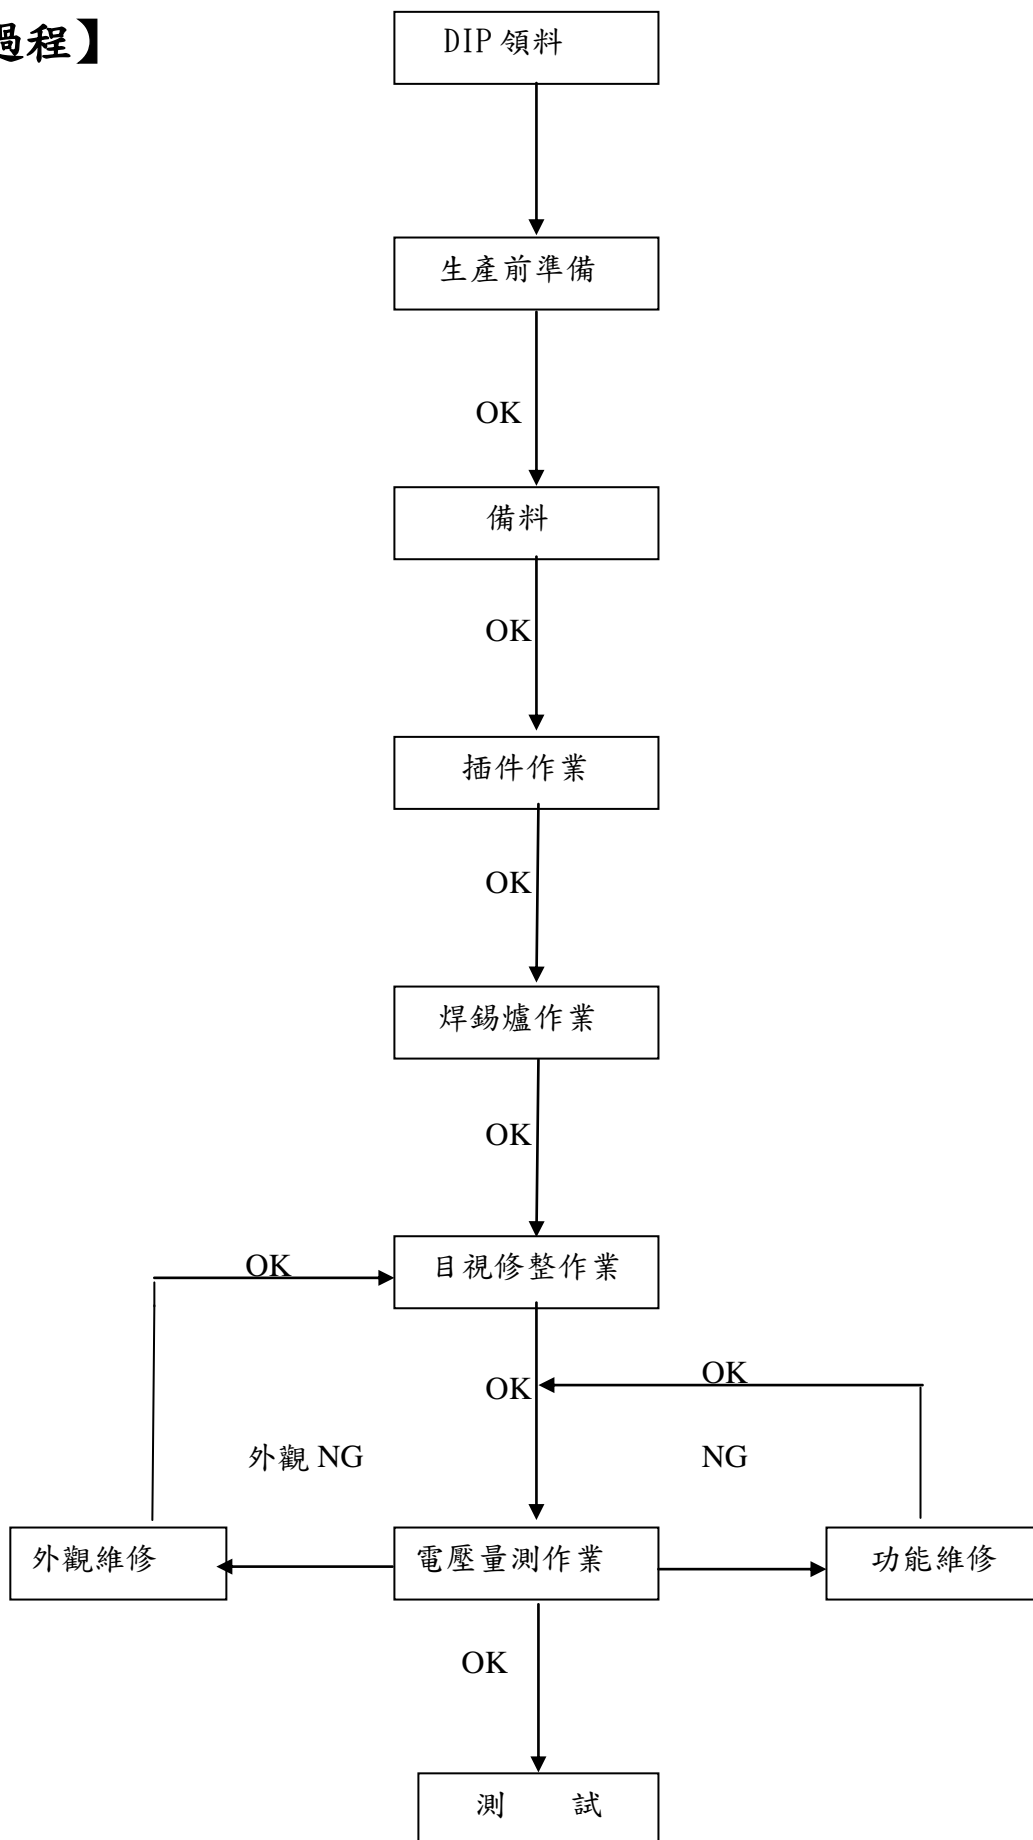 過程】
DIP 領料
生產前準備
OK
備料
OK
插件作業
OK
焊錫爐作業
OK
OK
目視修整作業
OK
OK
外觀 NG
NG
外觀維修
電壓量測作業
功能維修
OK
測 試